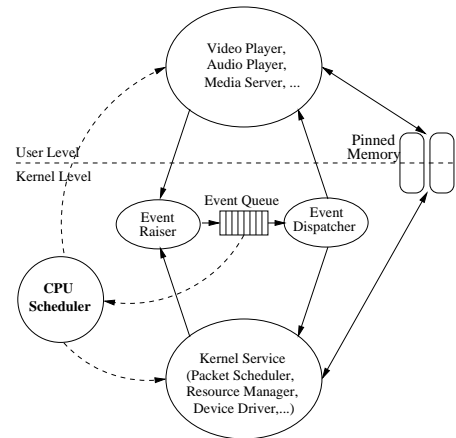 Video Player,
Audio Player,
Media Server, ...
Pinned
Memory
User Level
Kernel Level
Event Queue
Event
Raiser
Event
Dispatcher
CPU
Scheduler
Kernel Service
(Packet Scheduler,
Resource Manager,
Device Driver,...)